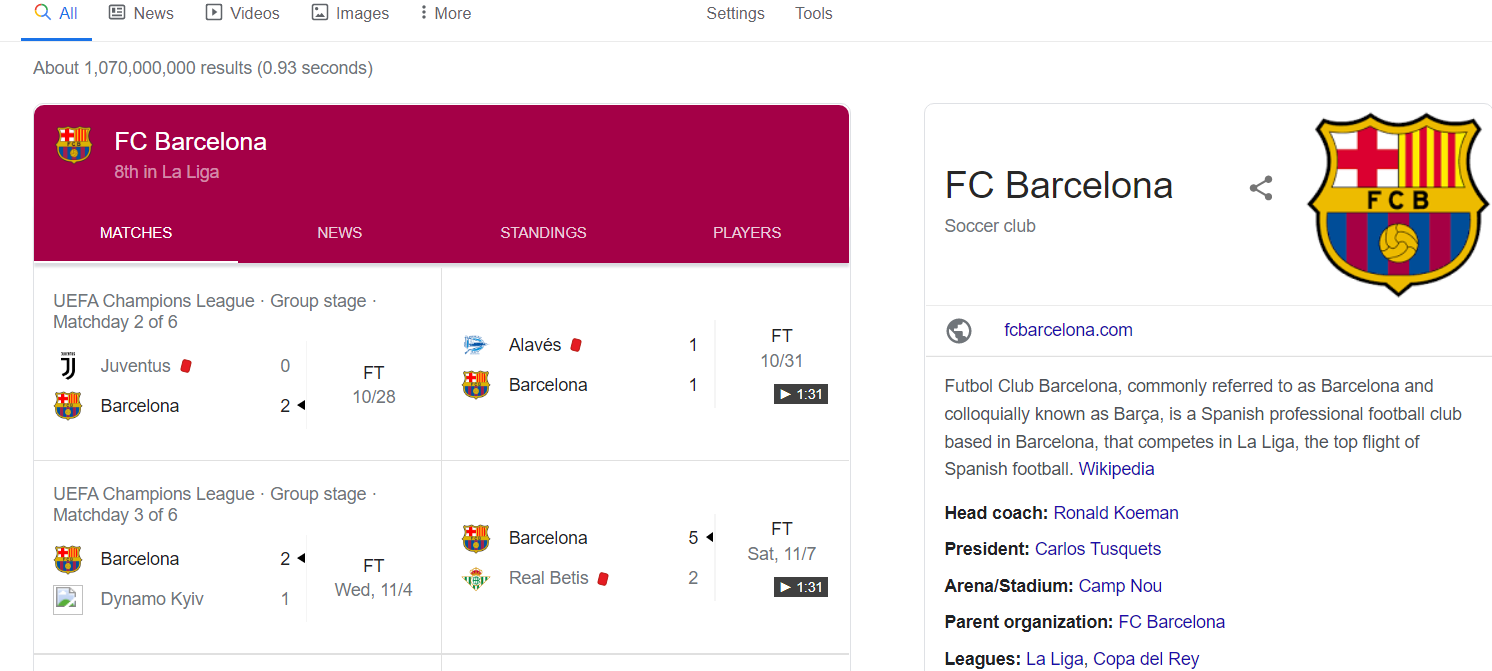 All News Videos Images More Settings Tools
About 1,070,000,000 results (0.93 seconds)
FC Barcelona
8th in La Liga
MATCHES NEWS STANDINGS PLAYERS
UEFA Champions League · Group stage ·
Matchday 2 of 6
Juventus 0
Barcelona 2
FT
10/28
Alavés 1
Barcelona 1
FT
10/31
1:31
UEFA Champions League · Group stage ·
Matchday 3 of 6
Barcelona 2
Dynamo Kyiv 1
FT
Wed, 11/4
Barcelona 5
Real Betis 2
FT
Sat, 11/7
1:31
FC Barcelona
Soccer club
FCB
fcbarcelona.com
Futbol Club Barcelona, commonly referred to as Barcelona and
colloquially known as Barça, is a Spanish professional football club
based in Barcelona, that competes in La Liga, the top flight of
Spanish football. Wikipedia
Head coach: Ronald Koeman
President: Carlos Tusquets
Arena/Stadium: Camp Nou
Parent organization: FC Barcelona
Leagues: La Liga, Copa del Rey